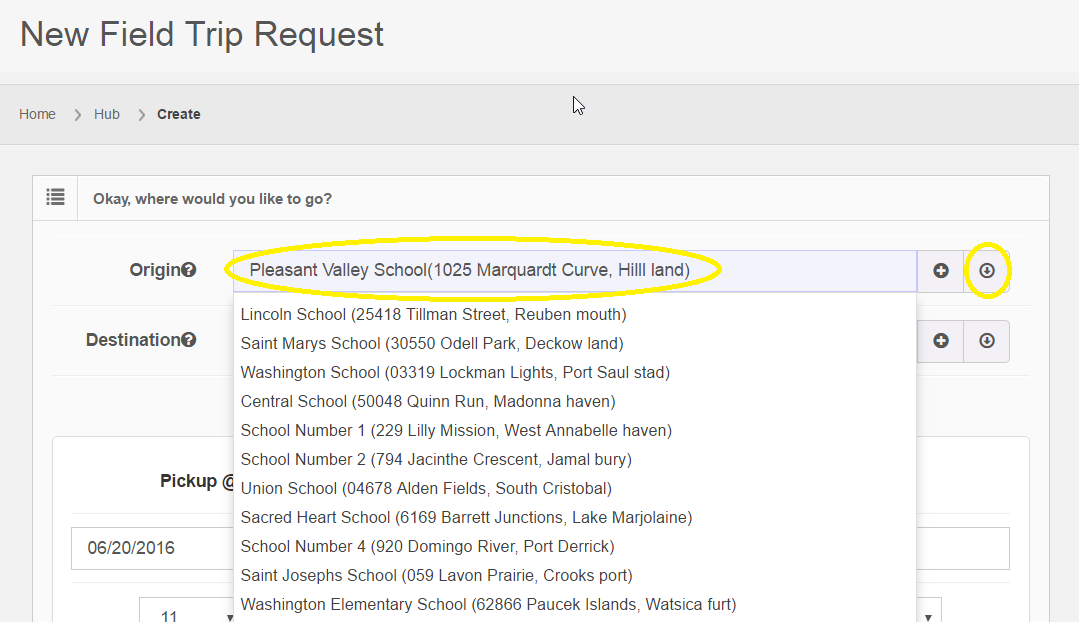 New Field Trip Request
Home > Hub > Create
Okay, where would you like to go?
Origin
Pleasant Valley School(1025 Marquardt Curve, Hilll land)
Lincoln School (25418 Tillman Street, Reuben mouth)
Destination
Saint Marys School (30550 Odell Park, Deckow land)
Washington School (03319 Lockman Lights, Port Saul stad)
Central School (50048 Quinn Run, Madonna haven)
School Number 1 (229 Lilly Mission, West Annabelle haven)
School Number 2 (794 Jacinthe Crescent, Jamal bury)
Pickup @
Union School (04678 Alden Fields, South Cristobal)
Sacred Heart School (6169 Barrett Junctions, Lake Marjolaine)
06/20/2016
School Number 4 (920 Domingo River, Port Derrick)
Saint Josephs School (059 Lavon Prairie, Crooks port)
Washington Elementary School (62866 Paucek Islands, Watsica furt)
11